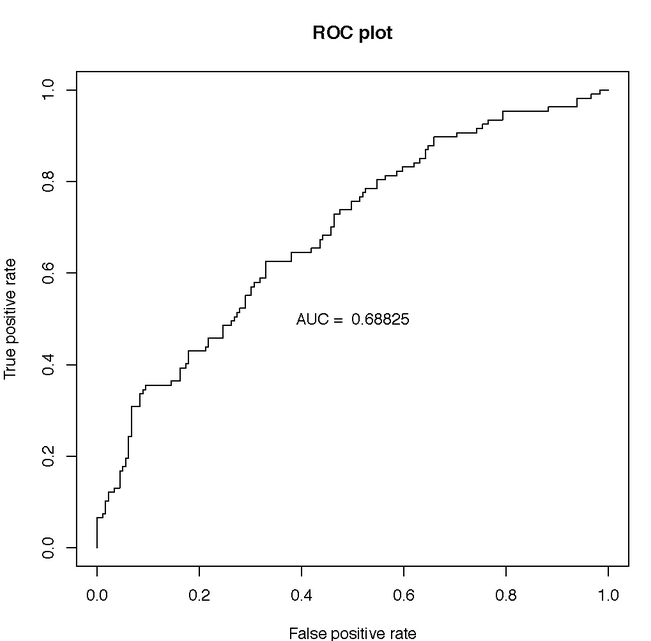 ROC plot
True positive rate
1.0
0.8
0.6
0.4
0.2
0.0
AUC = 0.68825
0.0 0.2 0.4 0.6 0.8 1.0
False positive rate